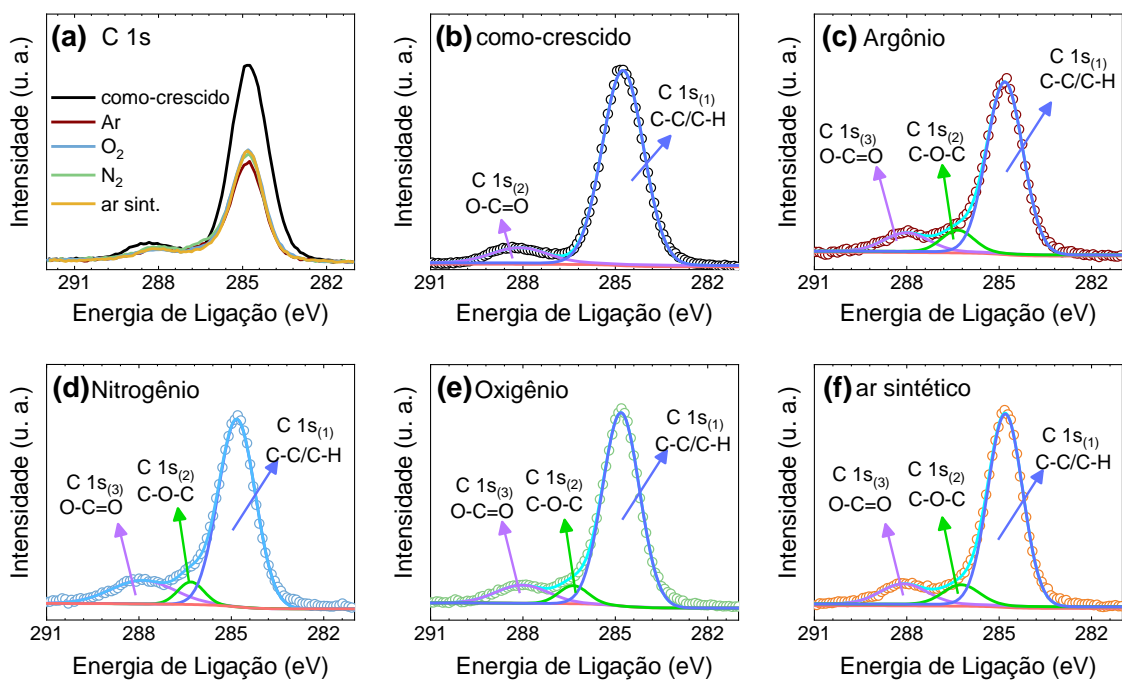 (a) C 1s
como-crescido
Ar
O2
N2
ar sint.
Intensidade (u. a.)
291 288 285 282
Energia de Ligação (eV)
(b) como-crescido
C 1s(1)
C-C/C-H
C 1s(2)
O-C=O
Intensidade (u. a.)
291 288 285 282
Energia de Ligação (eV)
(c) Argônio
C 1s(1)
C-C/C-H
C 1s(3)
O-C=O
C 1s(2)
C-O-C
Intensidade (u. a.)
291 288 285 282
Energia de Ligação (eV)
(d) Nitrogênio
C 1s(1)
C-C/C-H
C 1s(2)
C-O-C
C 1s(3)
O-C=O
Intensidade (u. a.)
291 288 285 282
Energia de Ligação (eV)
(e) Oxigênio
C 1s(1)
C-C/C-H
C 1s(2)
C-O-C
C 1s(3)
O-C=O
Intensidade (u. a.)
291 288 285 282
Energia de Ligação (eV)
(f) ar sintético
C 1s(1)
C-C/C-H
C 1s(2)
C-O-C
C 1s(3)
O-C=O
Intensidade (u. a.)
291 288 285 282
Energia de Ligação (eV)